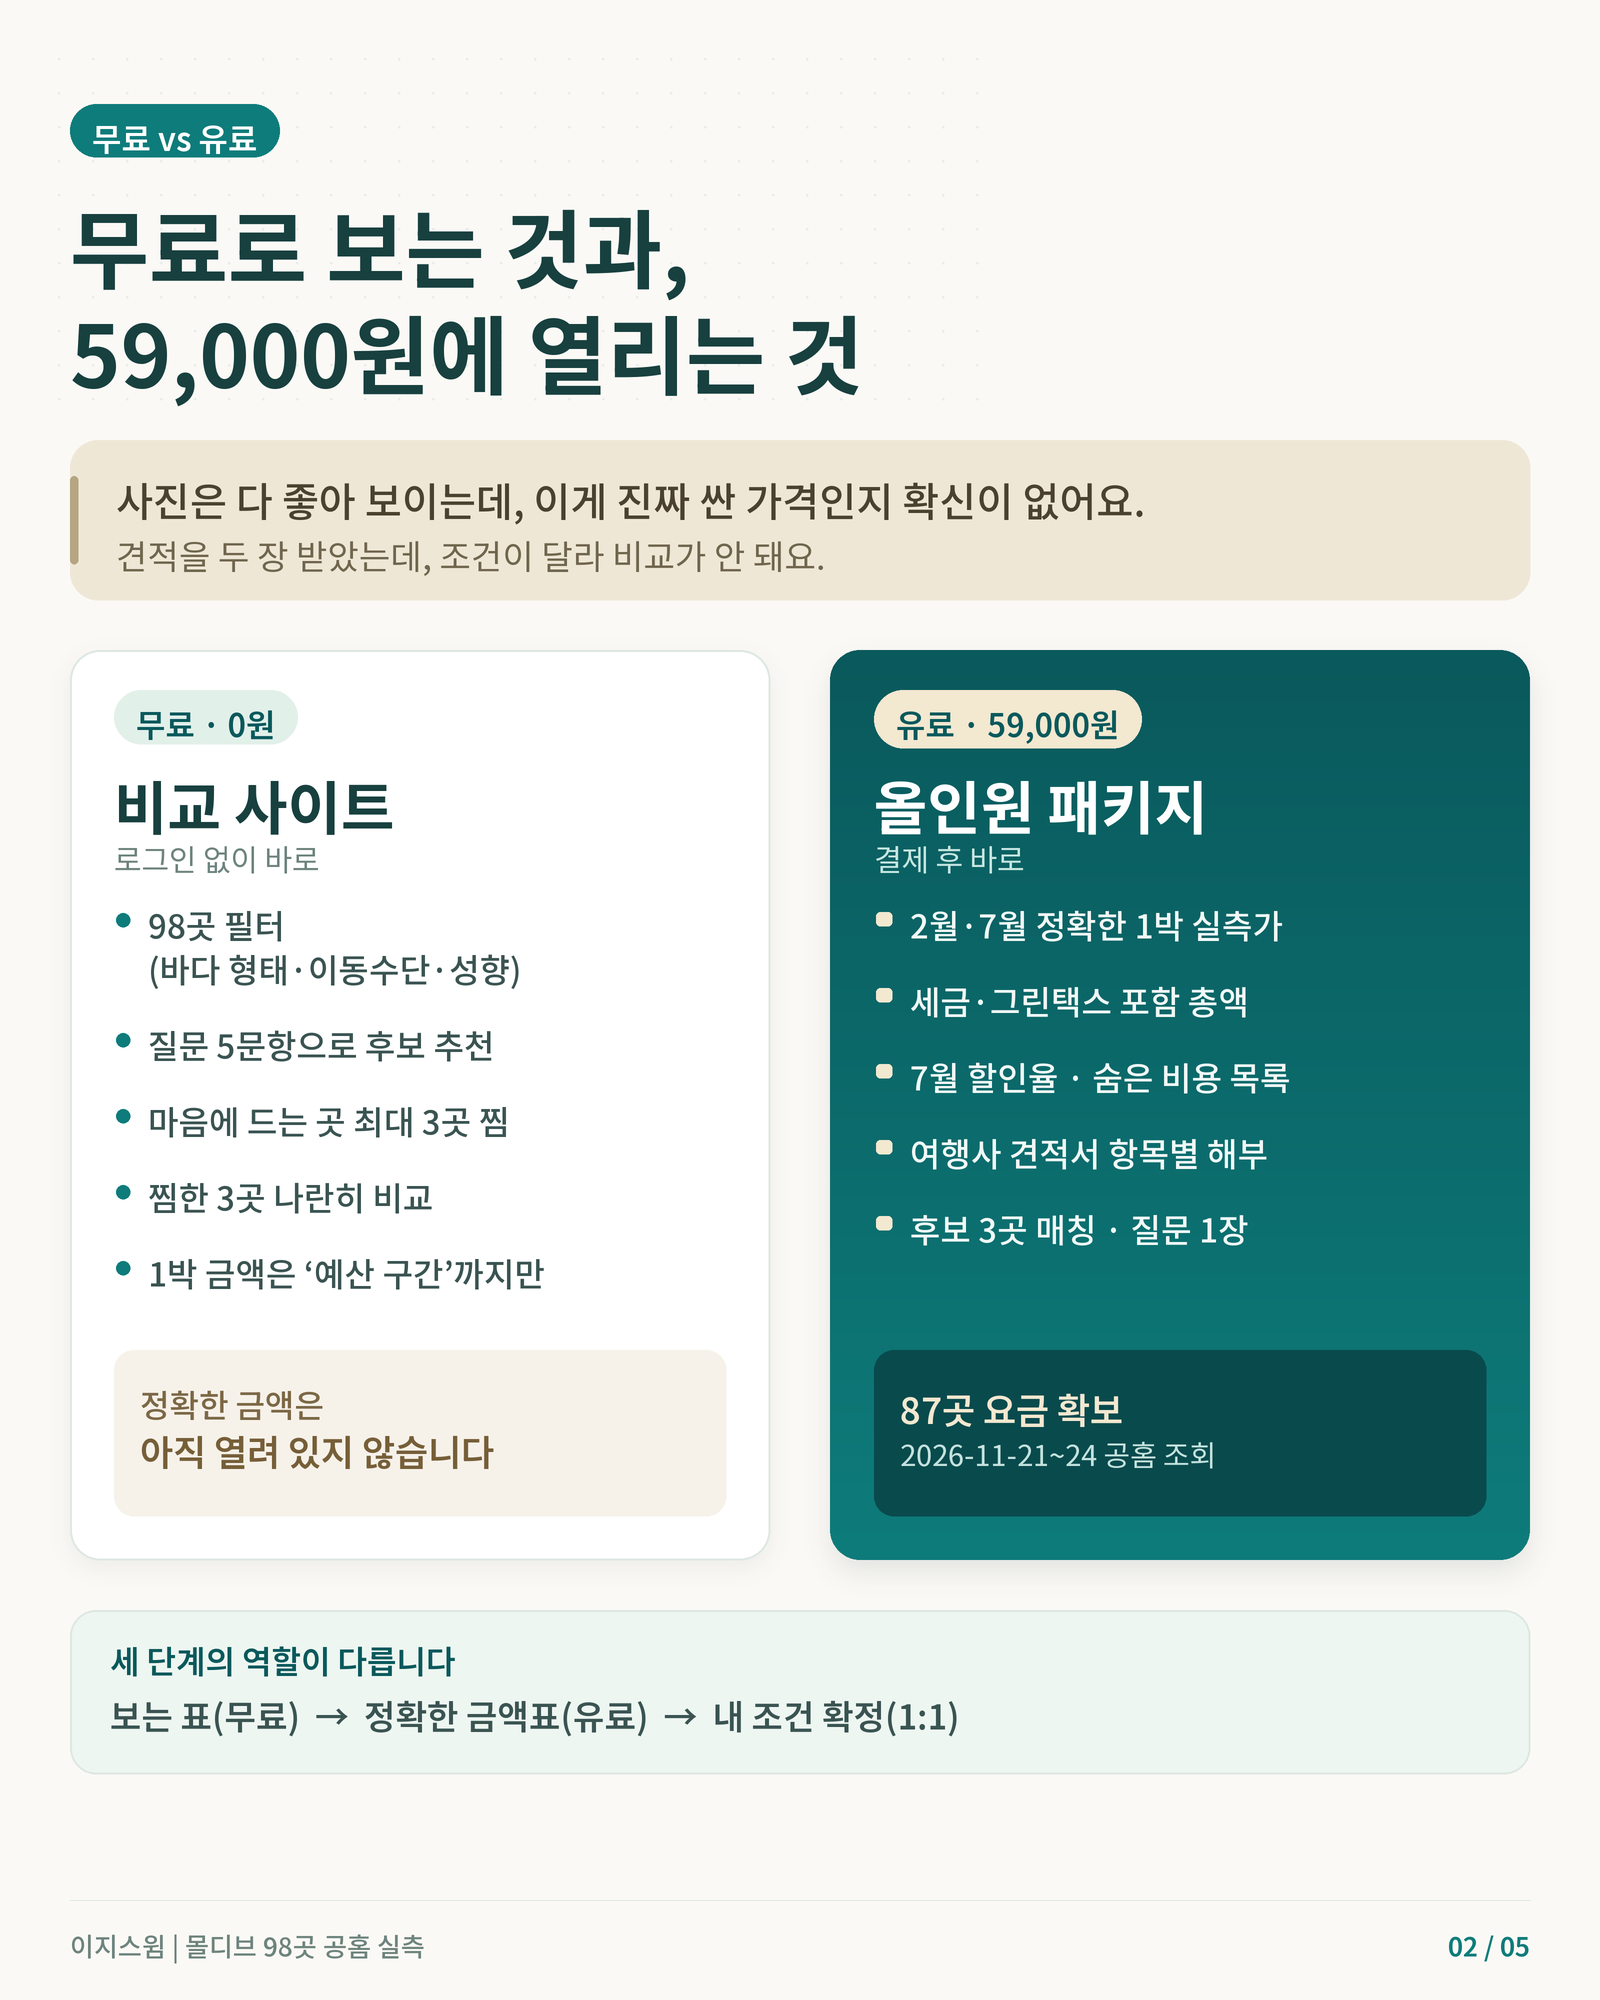 무료 vs 유료
무료로 보는 것과,
59,000원에 열리는 것
사진은 다 좋아 보이는데, 이게 진짜 싼 가격인지 확신이 없어요.
견적을 두 장 받았는데, 조건이 달라 비교가 안 돼요.
무료 · 0원
비교 사이트
로그인 없이 바로
98곳 필터
(바다 형태·이동수단·성향)
질문 5문항으로 후보 추천
마음에 드는 곳 최대 3곳 찜
찜한 3곳 나란히 비교
1박 금액은 ‘예산 구간’까지만
정확한 금액은
아직 열려 있지 않습니다
유료 · 59,000원
올인원 패키지
결제 후 바로
2월·7월 정확한 1박 실측가
세금·그린택스 포함 총액
7월 할인율 · 숨은 비용 목록
여행사 견적서 항목별 해부
후보 3곳 매칭 · 질문 1장
87곳 요금 확보
2026-11-21~24 공홈 조회
세 단계의 역할이 다릅니다
보는 표(무료) → 정확한 금액표(유료) → 내 조건 확정(1:1)
이지스윔 | 몰디브 98곳 공홈 실측
02 / 05